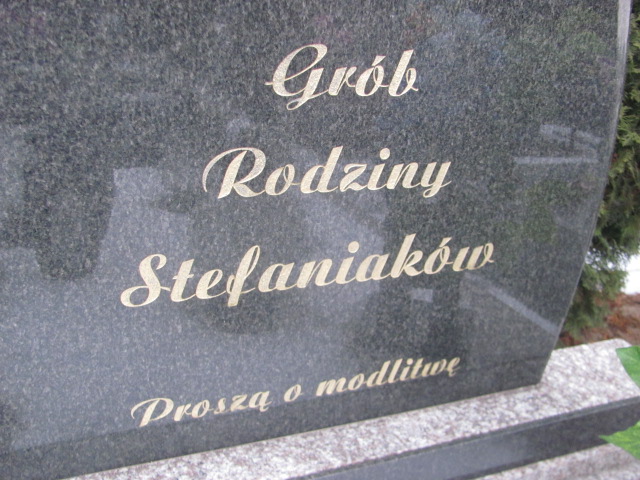 Grób
Rodziny
Stefaniaków
Proszą o modlitwę